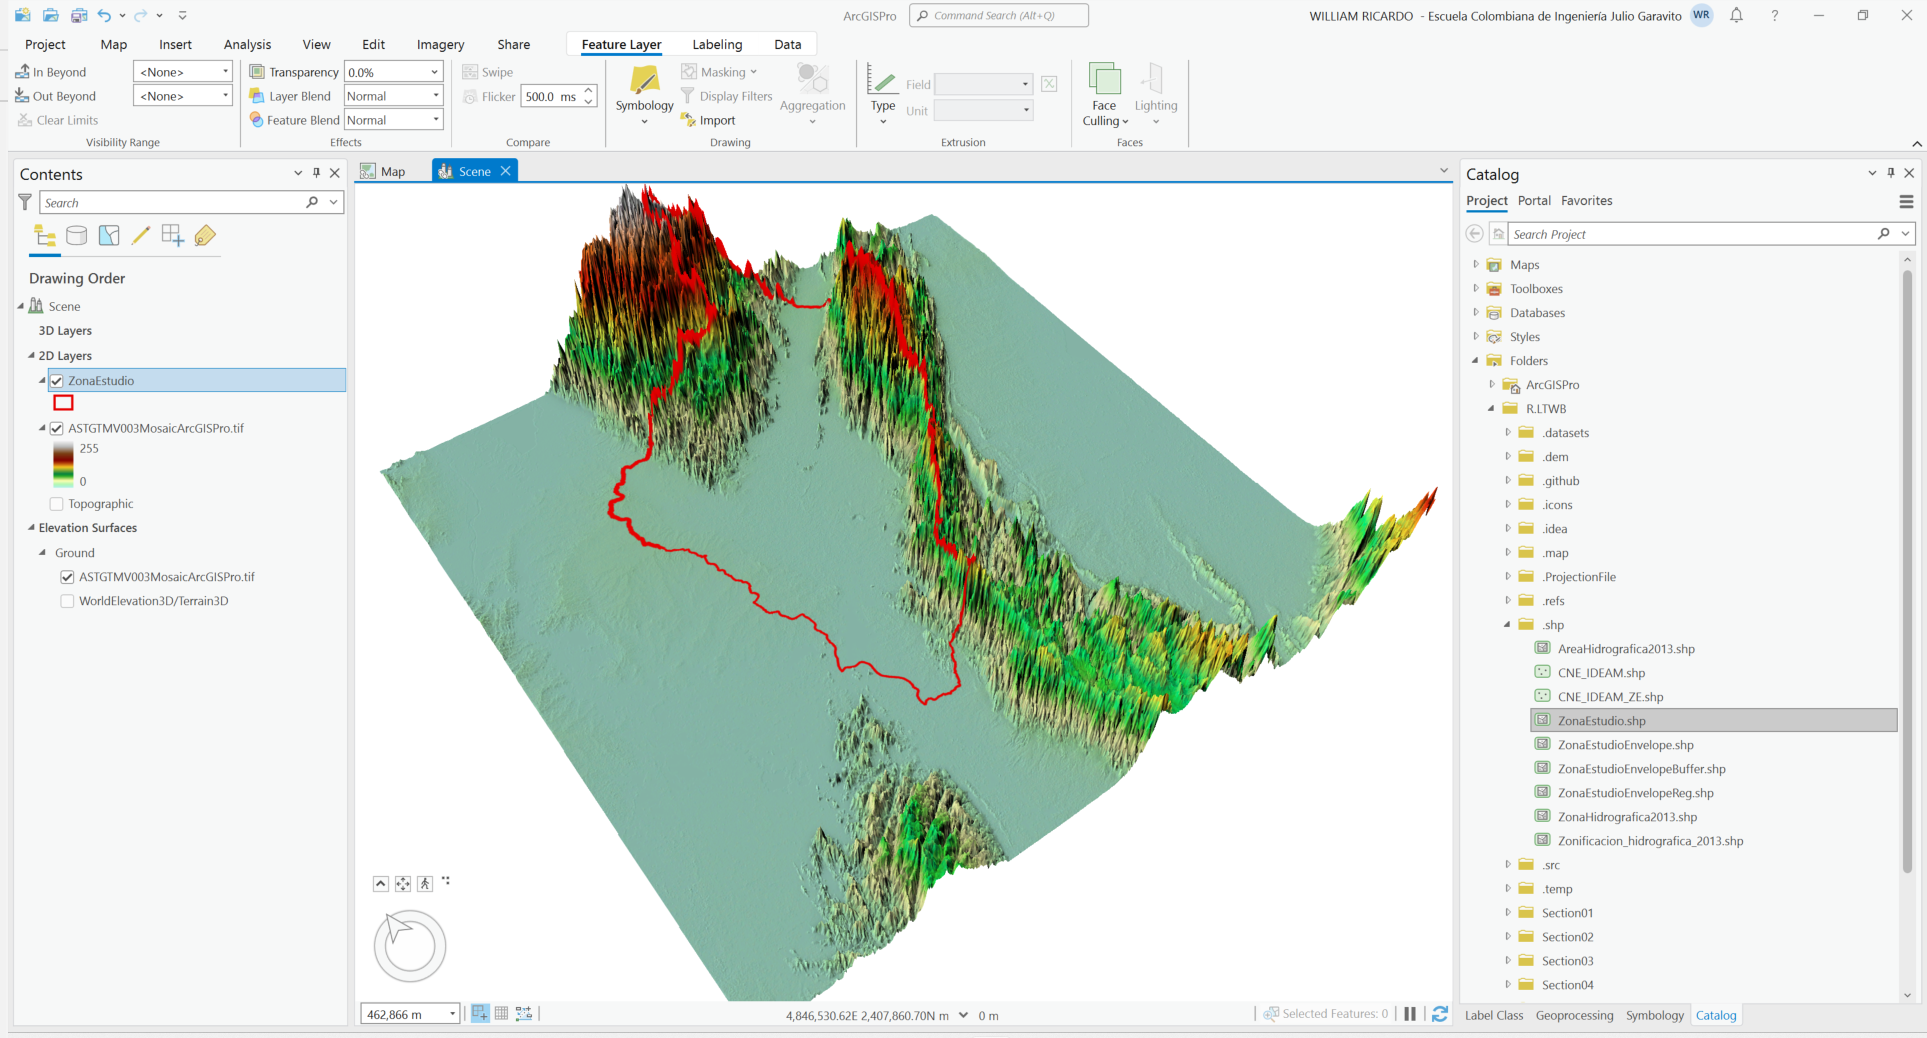 ArcGISPro
Command Search (Alt+Q)
WILLIAM RICARDO - Escuela Colombiana de Ingeniería Julio Garavito
WR
?
Project
Map
Insert
Analysis
View
Edit
Imagery
Share
Feature Layer
Labeling
Data
In Beyond
<None>
Out Beyond
<None>
Clear Limits
Visibility Range
Transparency
0.0%
Layer Blend
Normal
Feature Blend
Normal
Effects
Swipe
Flicker
500.0 ms
Compare
Symbology
Masking
Display Filters
Import
Aggregation
Drawing
Type
Field
Unit
Extrusion
Face
Culling
Lighting
Faces
Contents
Search
Drawing Order
Scene
3D Layers
2D Layers
ZonaEstudio
ASTGTMV003MosaicArcGISPro.tif
255
0
Topographic
Elevation Surfaces
Ground
ASTGTMV003MosaicArcGISPro.tif
WorldElevation3D/Terrain3D
Map
Scene
462,866 m
4,846,530.62E 2,407,860.70N m
0 m
Selected Features: 0
Catalog
Project
Portal
Favorites
Search Project
Maps
Toolboxes
Databases
Styles
Folders
ArcGISPro
R.LTWB
.datasets
.dem
.github
.icons
.idea
.map
.ProjectionFile
.refs
.shp
AreaHidrografica2013.shp
CNE_IDEAM.shp
CNE_IDEAM_ZE.shp
ZonaEstudio.shp
ZonaEstudioEnvelope.shp
ZonaEstudioEnvelopeBuffer.shp
ZonaEstudioEnvelopeReg.shp
ZonaHidrografica2013.shp
Zonificacion_hidrografica_2013.shp
.src
.temp
Section01
Section02
Section03
Section04
Label Class
Geoprocessing
Symbology
Catalog